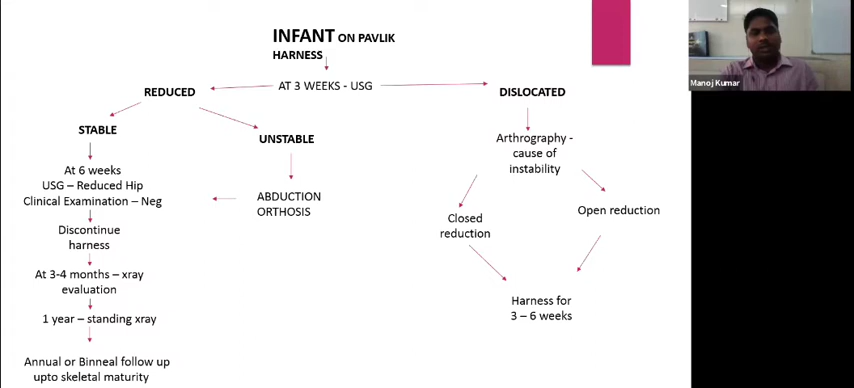 INFANT ON PAVLIK
HARNESS
AT 3 WEEKS - USG
REDUCED
DISLOCATED
STABLE
UNSTABLE
At 6 weeks
USG – Reduced Hip
Clinical Examination – Neg
ABDUCTION
ORTHOSIS
Discontinue
harness
At 3-4 months – xray
evaluation
1 year – standing xray
Annual or Binneal follow up
upto skeletal maturity
Arthrography -
cause of
instability
Closed
reduction
Open reduction
Harness for
3 – 6 weeks
Manoj Kumar